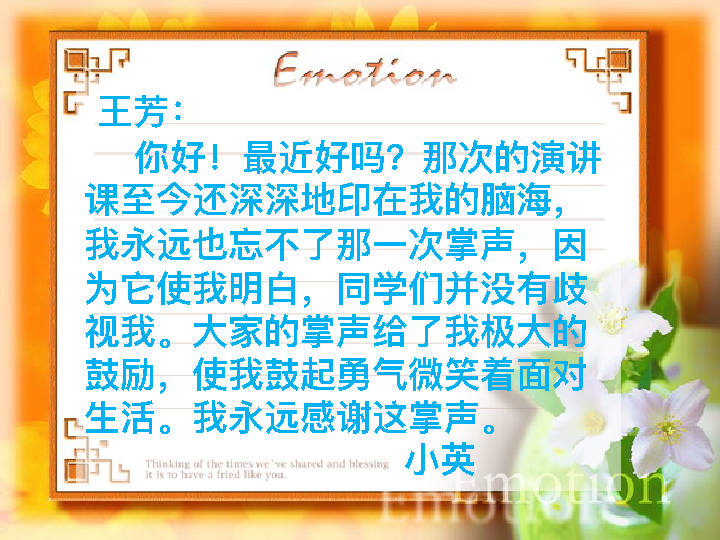 Emotion
王芳：
你好！最近好吗？那次的演讲
课至今还深深地印在我的脑海，
我永远也忘不了那一次掌声，因
为它使我明白，同学们并没有歧
视我。大家的掌声给了我极大的
鼓励，使我鼓起勇气微笑着面对
生活。我永远感谢这掌声。
小英
Thinking of the times we've shared and blessing
it is to have a fried like you.
Emotion
Emotion